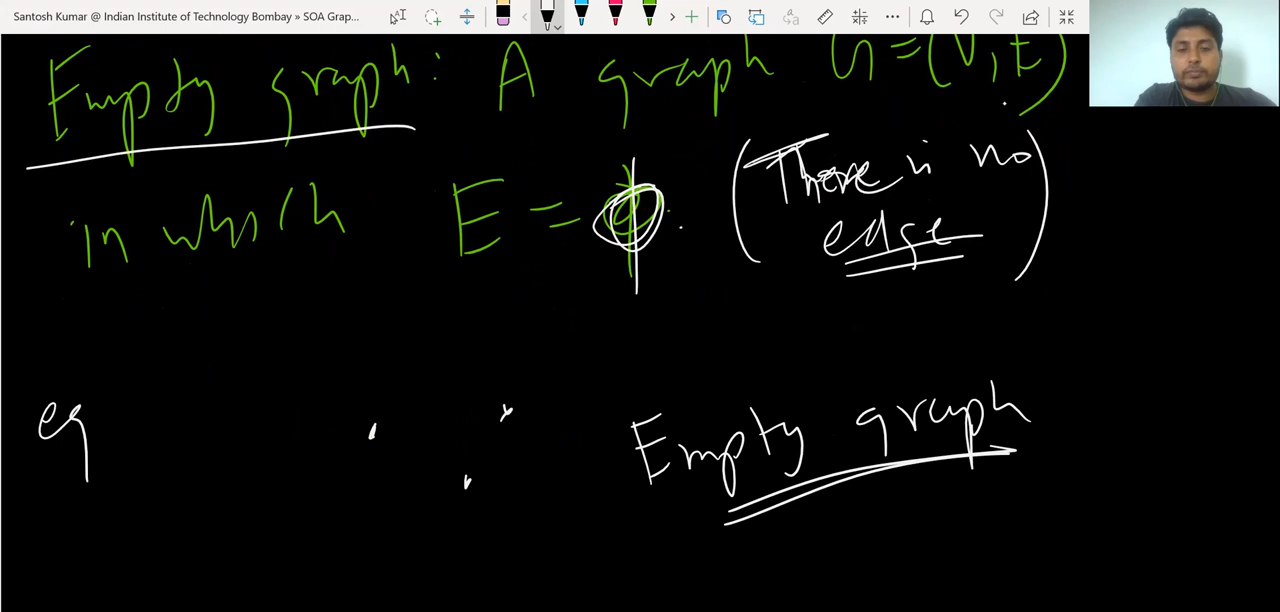 Santosh Kumar @ Indian Institute of Technology Bombay » SOA Grap...
Empty graph: A graph G=(V,E)
in which E = ϕ. (There is no
edge)
eg Empty graph